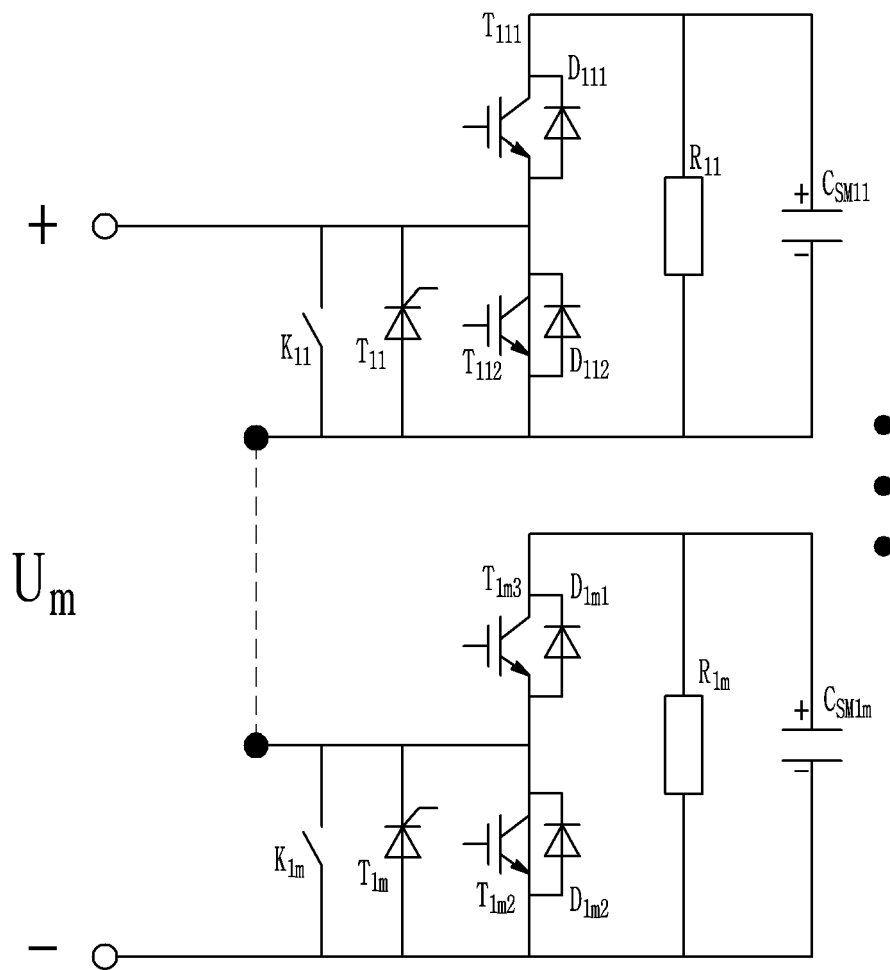 T111
D111
R11
CSM11
+
−
+
K11
T11
T112
D112
Um
T1m3
D1m1
R1m
CSM1m
+
−
K1m
T1m
T1m2
D1m2
−